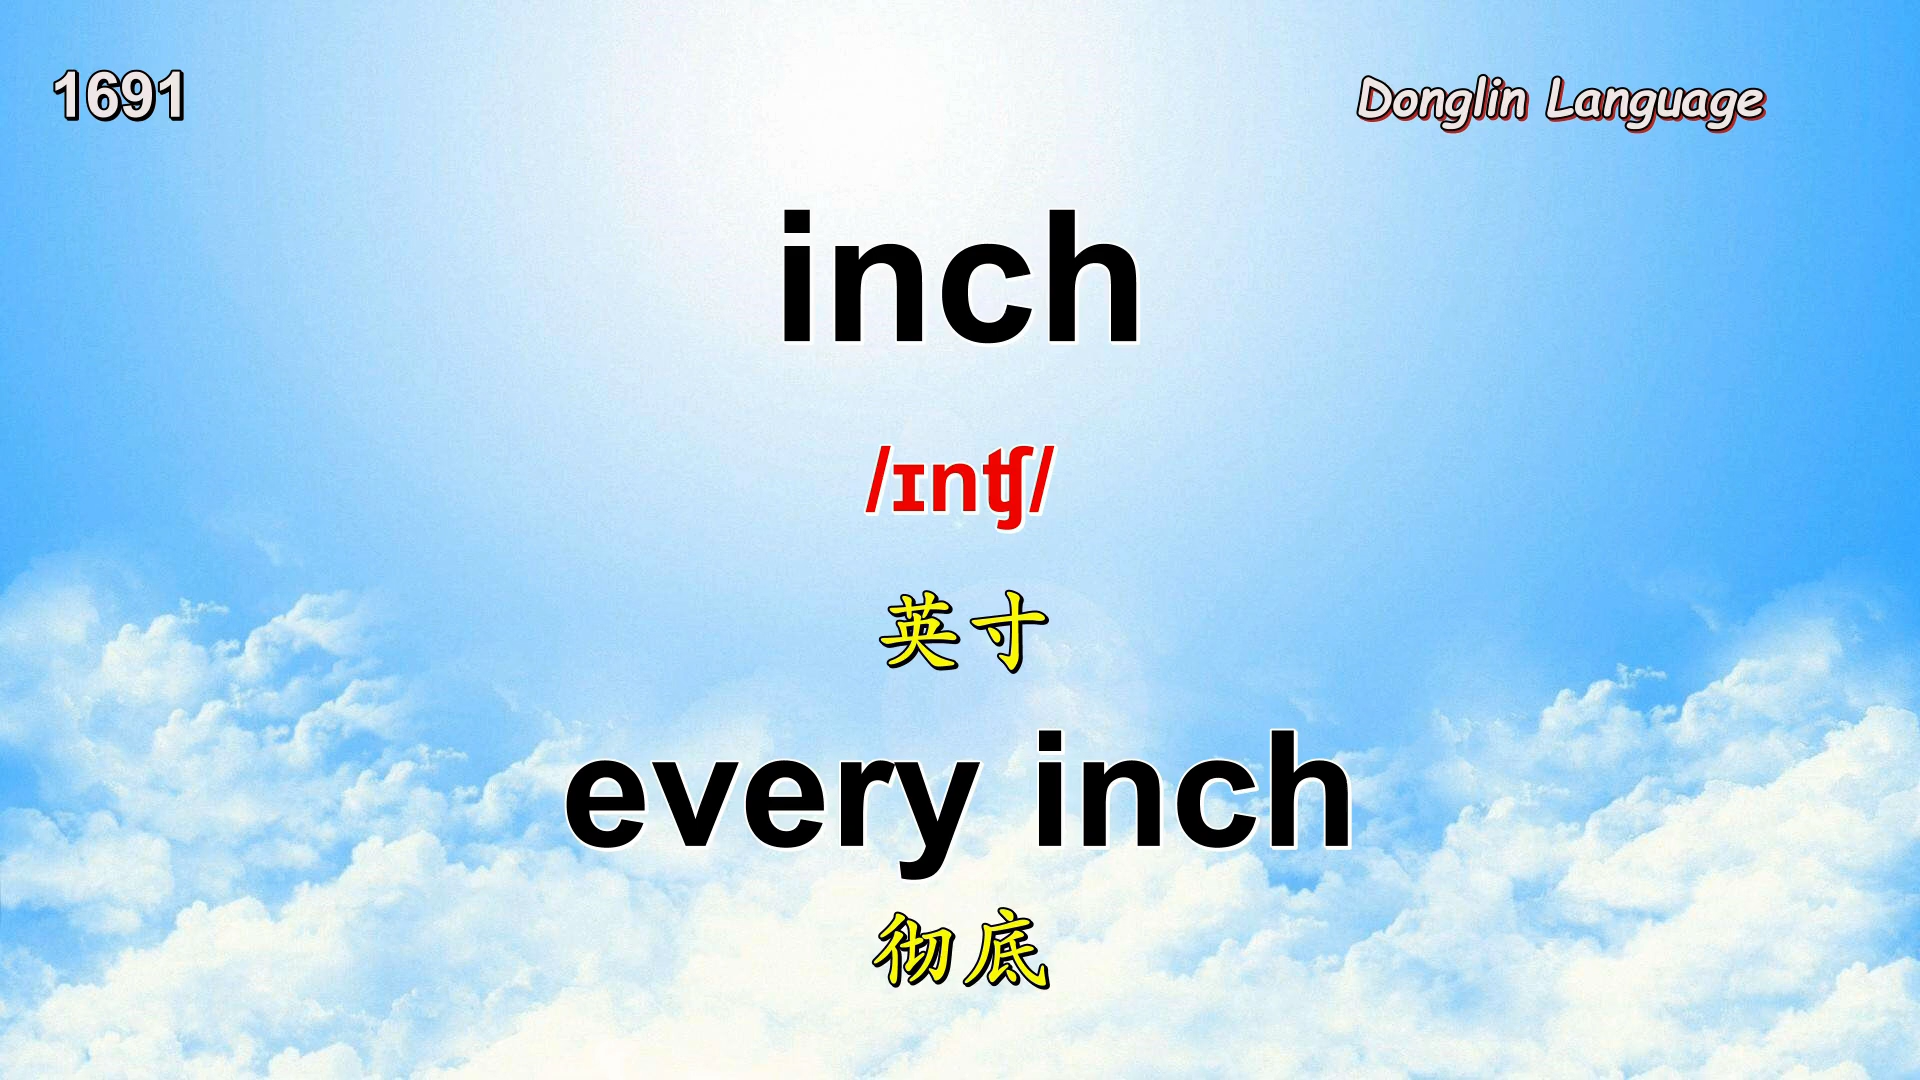 1691
Donglin Language
inch
/ɪnʧ/
英寸
every inch
彻底